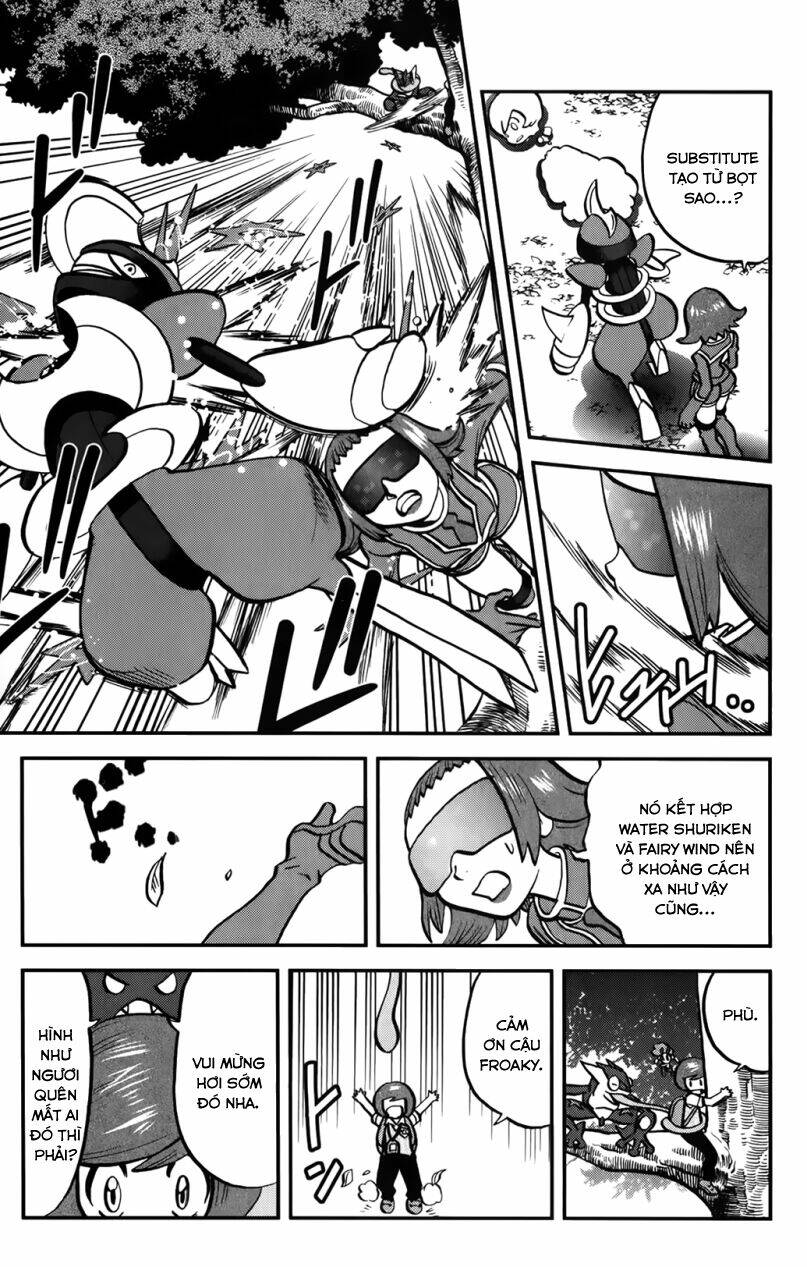 SUBSTITUTE
TẠO TỪ BỌT
SAO...?
NÓ KẾT HỢP
WATER SHURIKEN
VÀ FAIRY WIND NÊN
Ở KHOẢNG CÁCH
XA NHƯ VẬY
CŨNG...
PHÙ.
CẢM
ƠN CẬU
FROAKY.
ドン
VUI MỪNG
HƠI SỚM
ĐÓ NHA.
HÌNH
NHƯ
NGƯƠI
QUÊN
MẤT AI
ĐÓ THÌ
PHẢI?